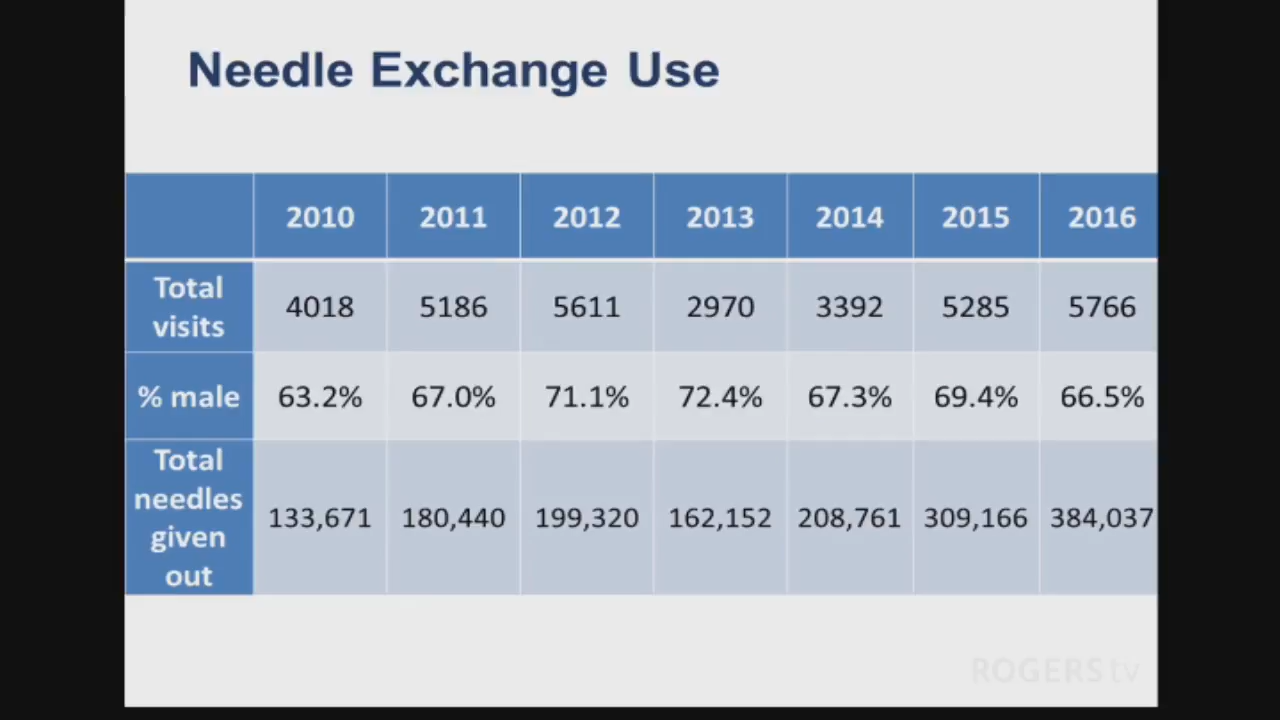 Needle Exchange Use
2010 2011 2012 2013 2014 2015 2016
Total
visits
4018 5186 5611 2970 3392 5285 5766
% male
63.2% 67.0% 71.1% 72.4% 67.3% 69.4% 66.5%
Total
needles
given
out
133,671 180,440 199,320 162,152 208,761 309,166 384,037
ROGERS tv